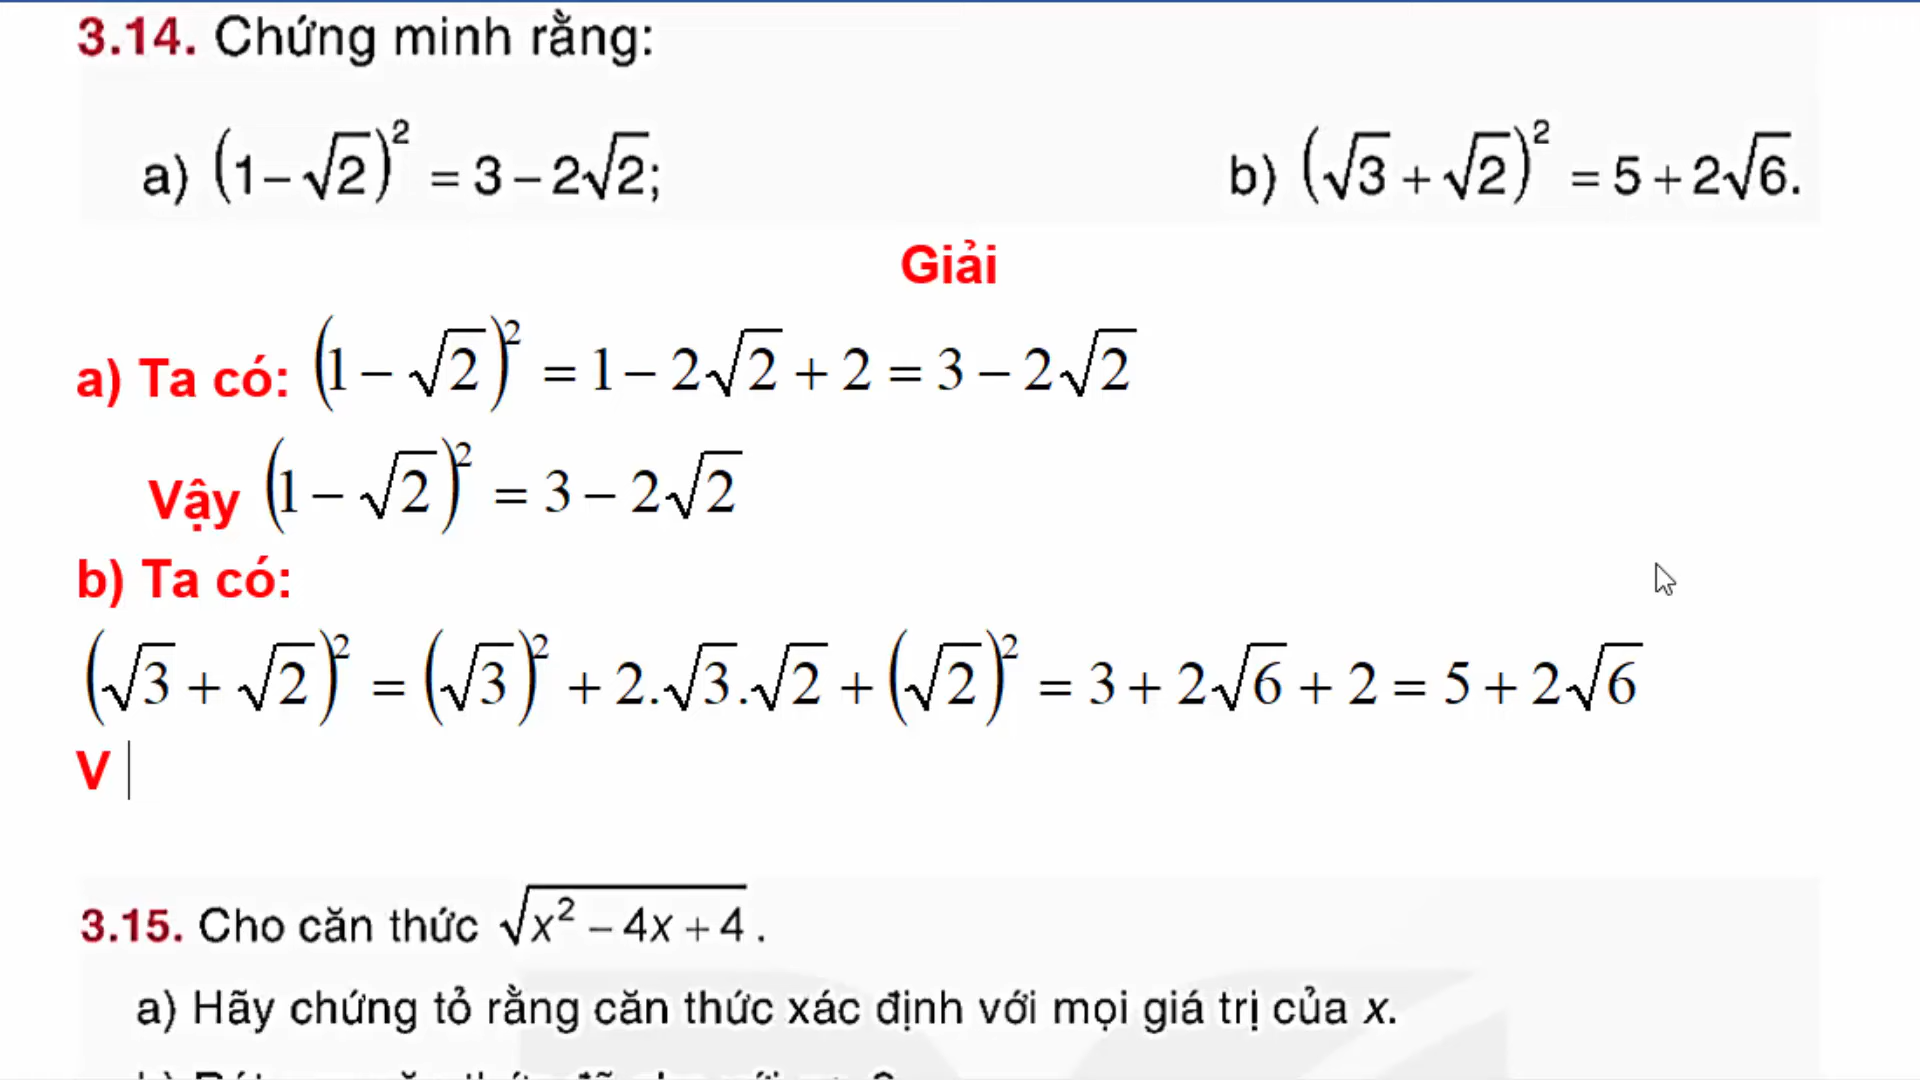 3.14. Chứng minh rằng:
a) (1 − √2)² = 3 − 2√2; b) (√3 + √2)² = 5 + 2√6.
Giải
a) Ta có: (1 − √2)² = 1 − 2√2 + 2 = 3 − 2√2
Vậy (1 − √2)² = 3 − 2√2
b) Ta có:
(√3 + √2)² = (√3)² + 2.√3.√2 + (√2)² = 3 + 2√6 + 2 = 5 + 2√6
V
3.15. Cho căn thức √(x² − 4x + 4).
a) Hãy chứng tỏ rằng căn thức xác định với mọi giá trị của x.